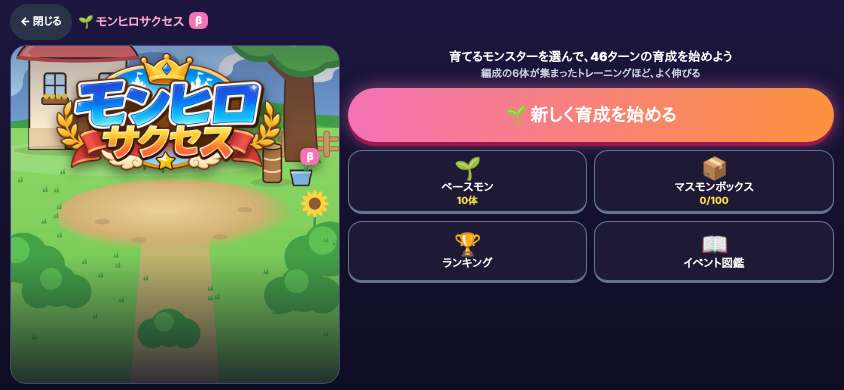 ← 閉じる
🌱 モンヒロサクセス β
モンヒロ
サクセス
β
育てるモンスターを選んで、46ターンの育成を始めよう
編成の6体が集まったトレーニングほど、よく伸びる
🌱 新しく育成を始める
ベースモン
10体
マスモンボックス
0/100
ランキング
イベント図鑑